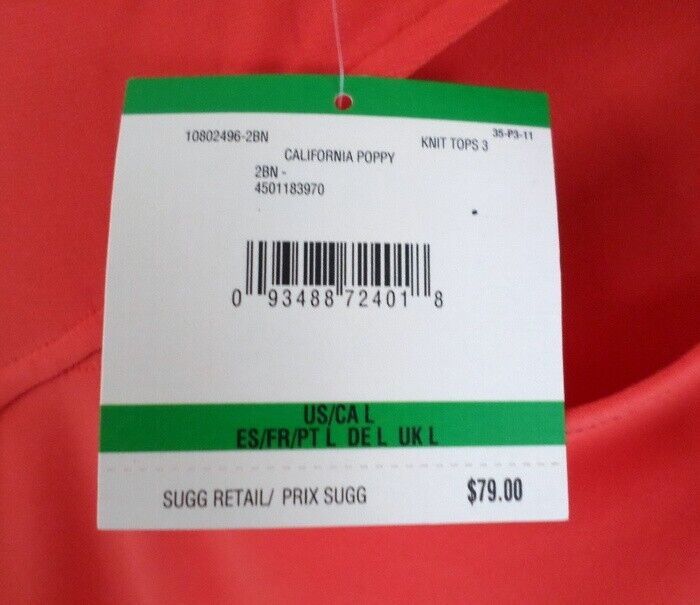 35-P3-11
10802496-2BN KNIT TOPS 3
CALIFORNIA POPPY
2BN -
4501183970
0 93488 72401 8
US/CA L
ES/FR/PT L DE L UK L
SUGG RETAIL/ PRIX SUGG $79.00